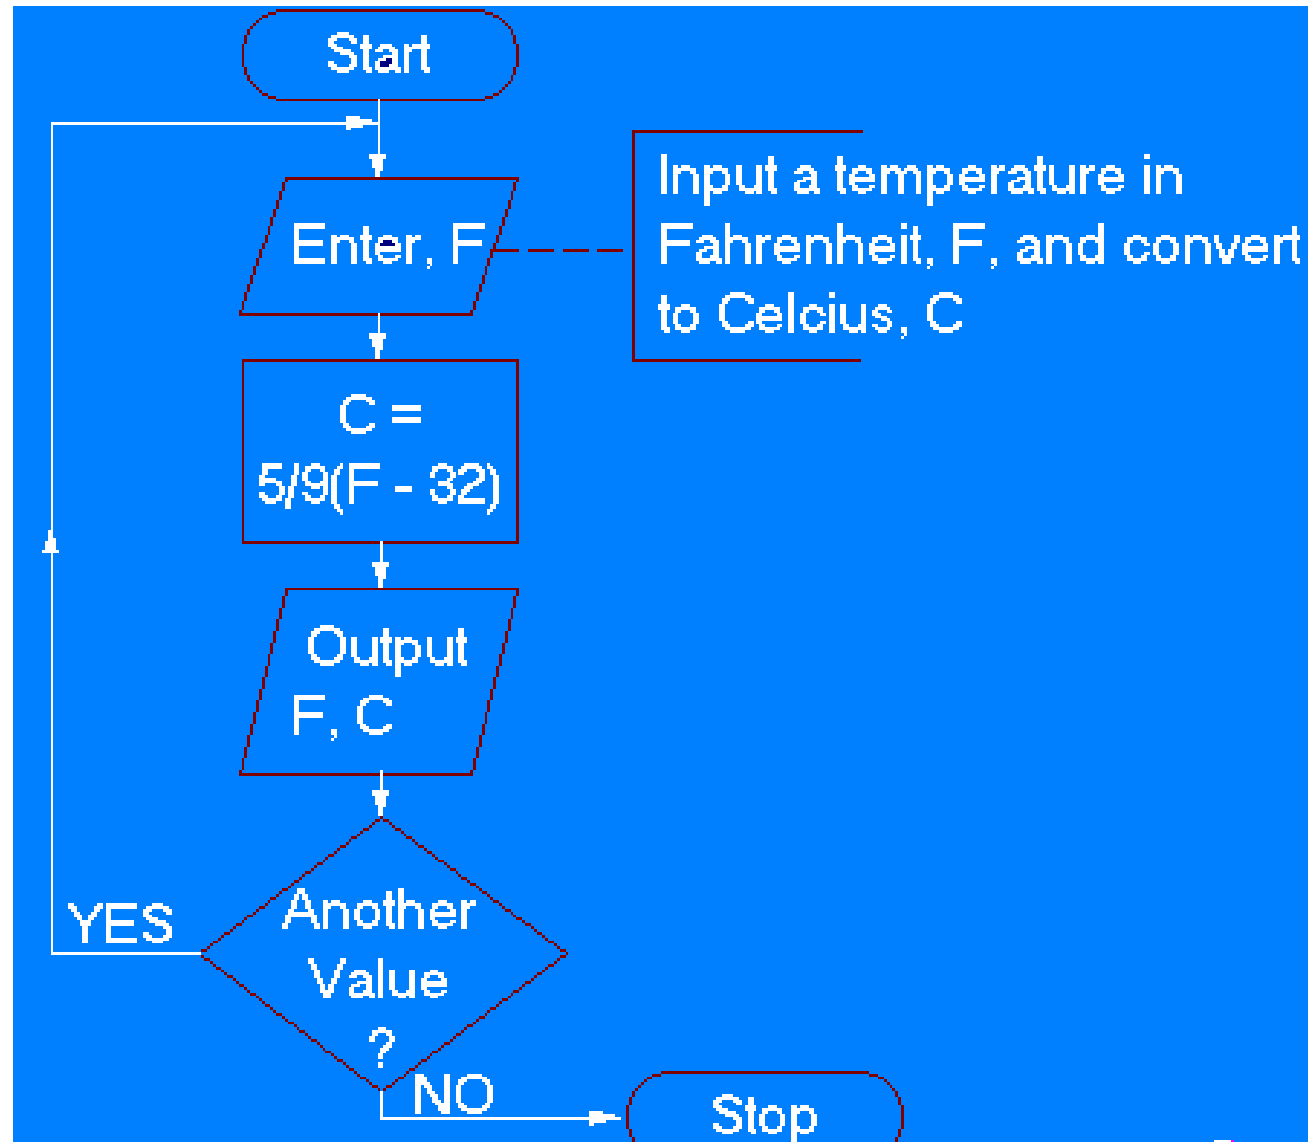 Start
Enter, F
Input a temperature in
Fahrenheit, F, and convert
to Celcius, C
C =
5/9(F - 32)
Output
F, C
Another
Value
?
YES
NO
Stop